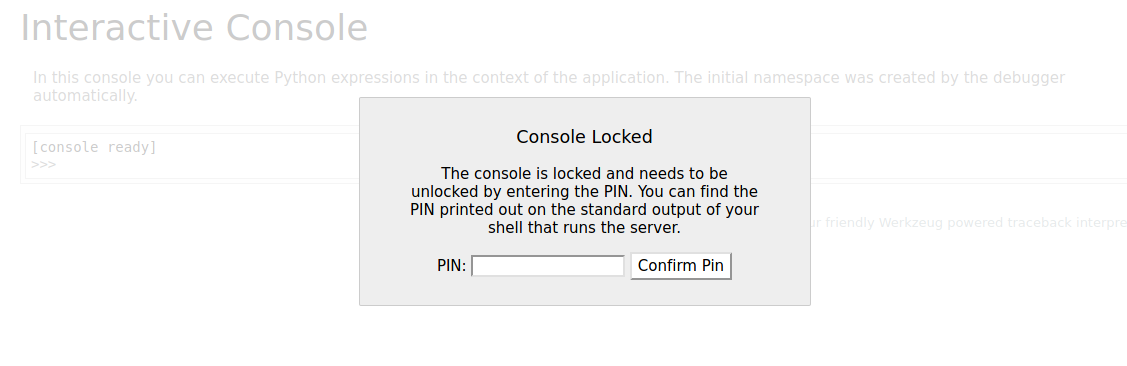 Interactive Console
In this console you can execute Python expressions in the context of the application. The initial namespace was created by the debugger
automatically.
[console ready]
>>>
Console Locked
The console is locked and needs to be
unlocked by entering the PIN. You can find the
PIN printed out on the standard output of your
shell that runs the server.
friendly Werkzeug powered traceback
PIN:
Confirm Pin